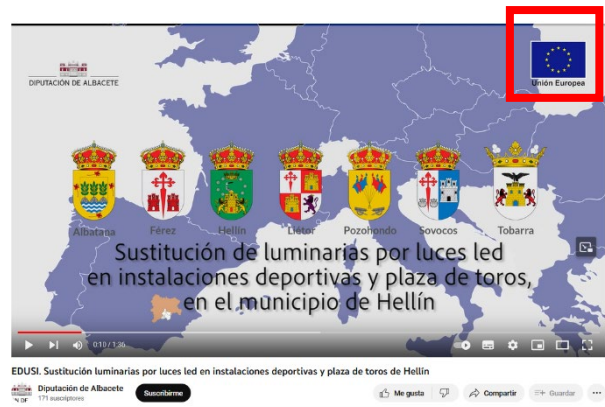 DIPUTACIÓN DE ALBACETE
Unión Europea
Albatana Férez Hellín Liétor Pozohondo Sovocos Tobarra
Sustitución de luminarias por luces led
en instalaciones deportivas y plaza de toros,
en el municipio de Hellín
0:10 / 1:36
EDUSI. Sustitución luminarias por luces led en instalaciones deportivas y plaza de toros de Hellín
Diputación de Albacete
171 suscriptores
Suscribirme
Me gusta
Compartir
Guardar